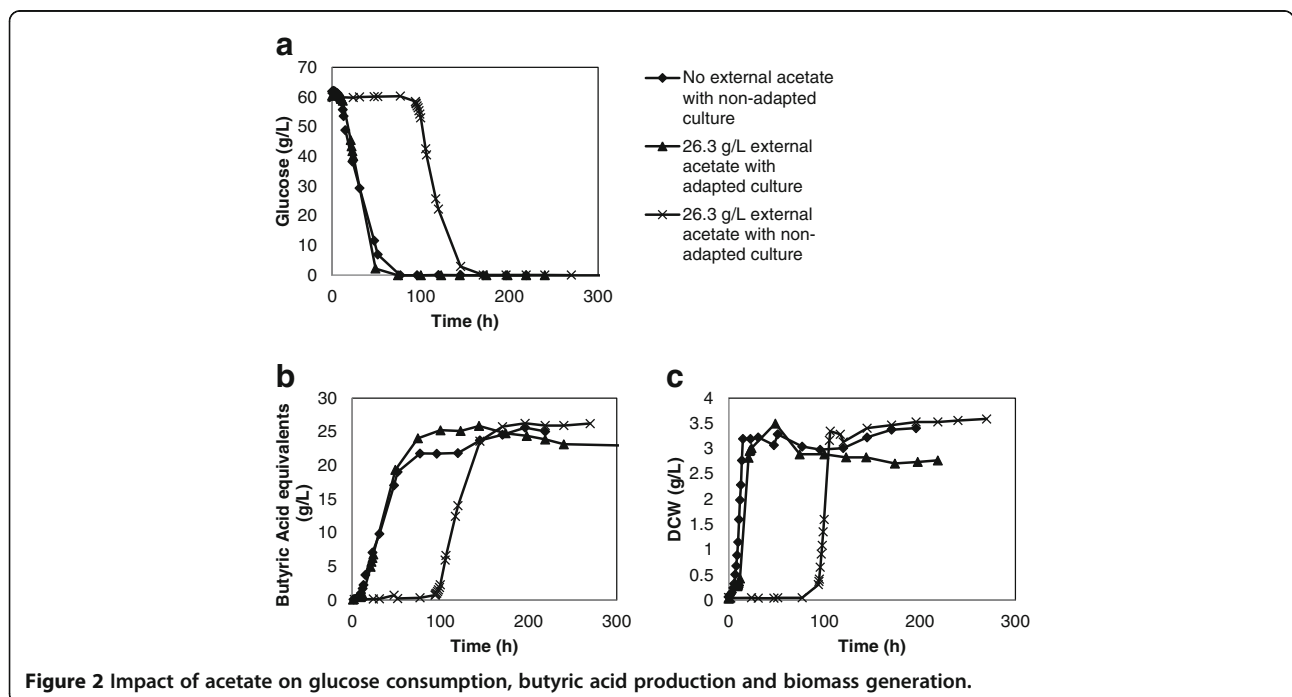 a
70
60
50
40
30
20
10
0
Glucose (g/L)
0 100 200 300
Time (h)
No external acetate
with non-adapted
culture
26.3 g/L external
acetate with
adapted culture
26.3 g/L external
acetate with non-
adapted culture
b
30
25
20
15
10
5
0
Butyric Acid equivalents
(g/L)
0 100 200 300
Time (h)
c
4
3.5
3
2.5
2
1.5
1
0.5
0
DCW (g/L)
0 100 200 300
Time (h)
Figure 2 Impact of acetate on glucose consumption, butyric acid production and biomass generation.